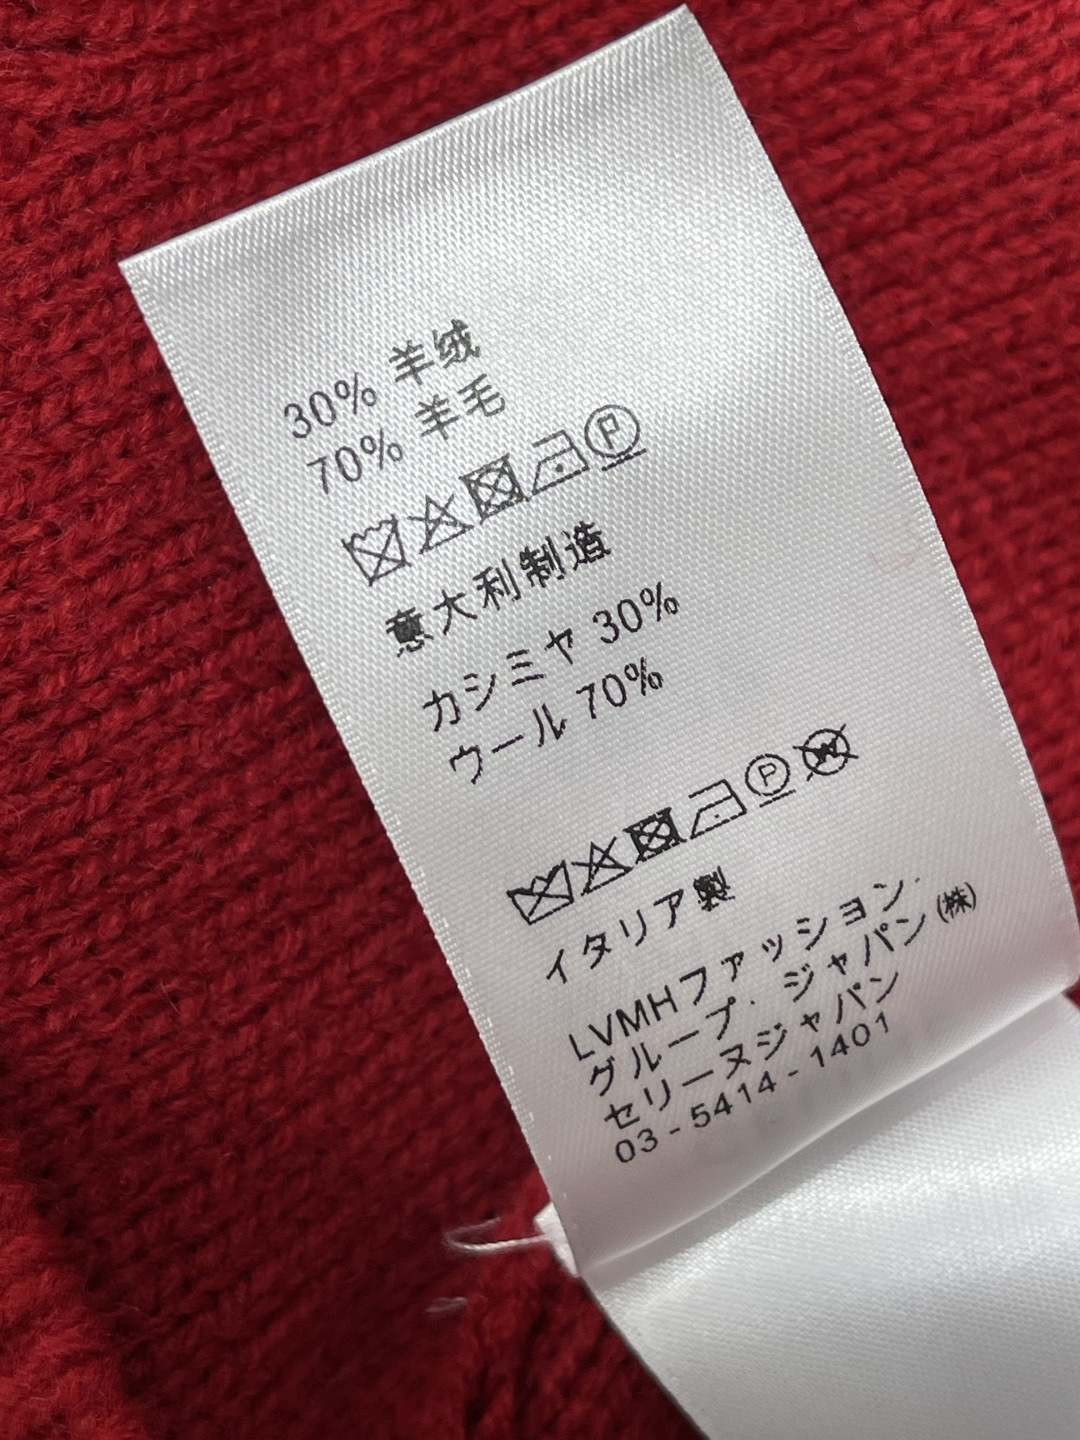 30% 羊绒
70% 羊毛
P
意大利制造
カシミヤ 30%
ウール 70%
P W
イタリア製
LVMHファッション・
グループ・ジャパン(株)
セリーヌジャパン
03-5414-1401